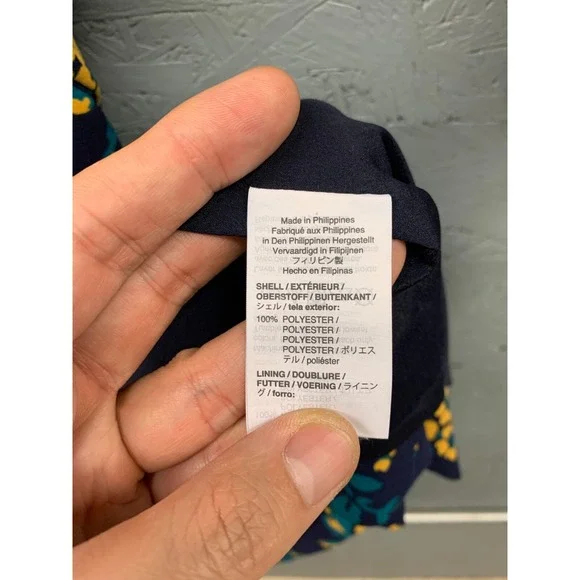 Made in Philippines
Fabriqué aux Philippines
in Den Philippinen Hergestellt
Vervaardigd in Filipijnen
フィリピン製
Hecho en Filipinas
SHELL / EXTÉRIEUR /
OBERSTOFF / BUITENKANT /
シェル / tela exterior:
100% POLYESTER /
POLYESTER /
POLYESTER /
POLYESTER / ポリエス
テル / poliéster
LINING / DOUBLURE /
FUTTER / VOERING / ライニン
グ / forro: